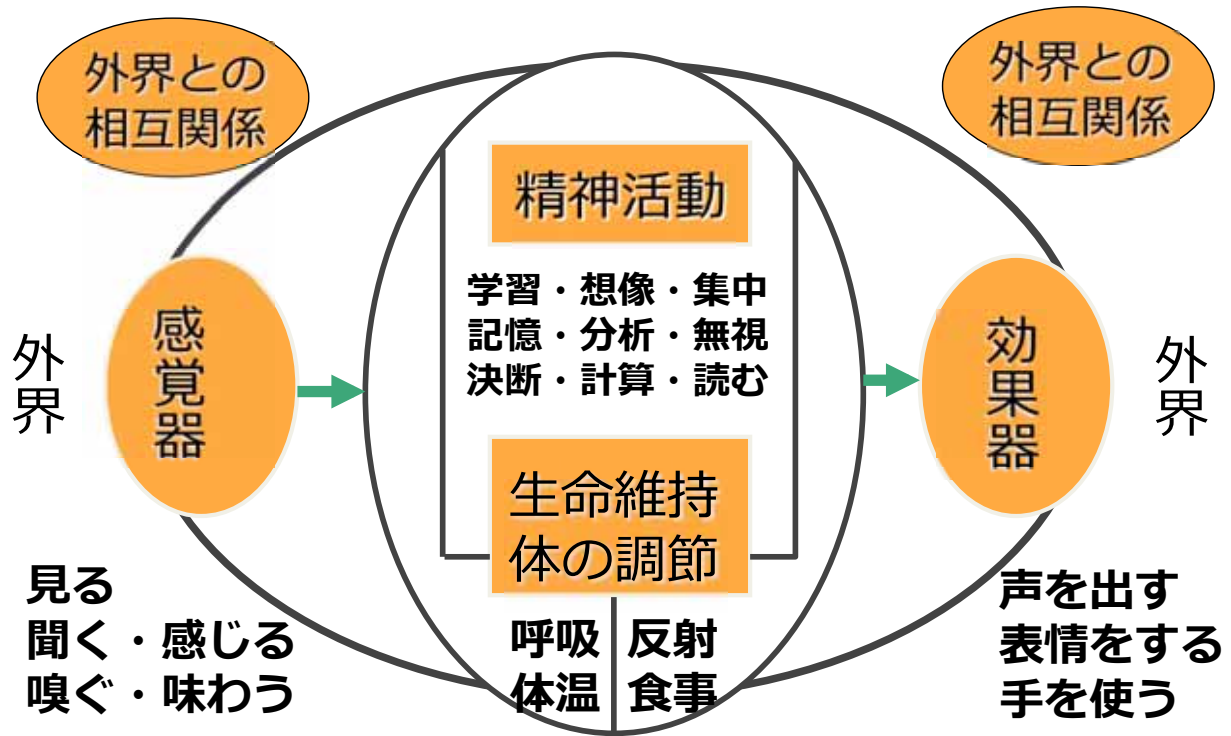 外界との
相互関係
外界との
相互関係
精神活動
学習・想像・集中
記憶・分析・無視
決断・計算・読む
外界
感覚器
効果器
外界
生命維持
体の調節
呼吸 反射
体温 食事
見る
聞く・感じる
嗅ぐ・味わう
声を出す
表情をする
手を使う